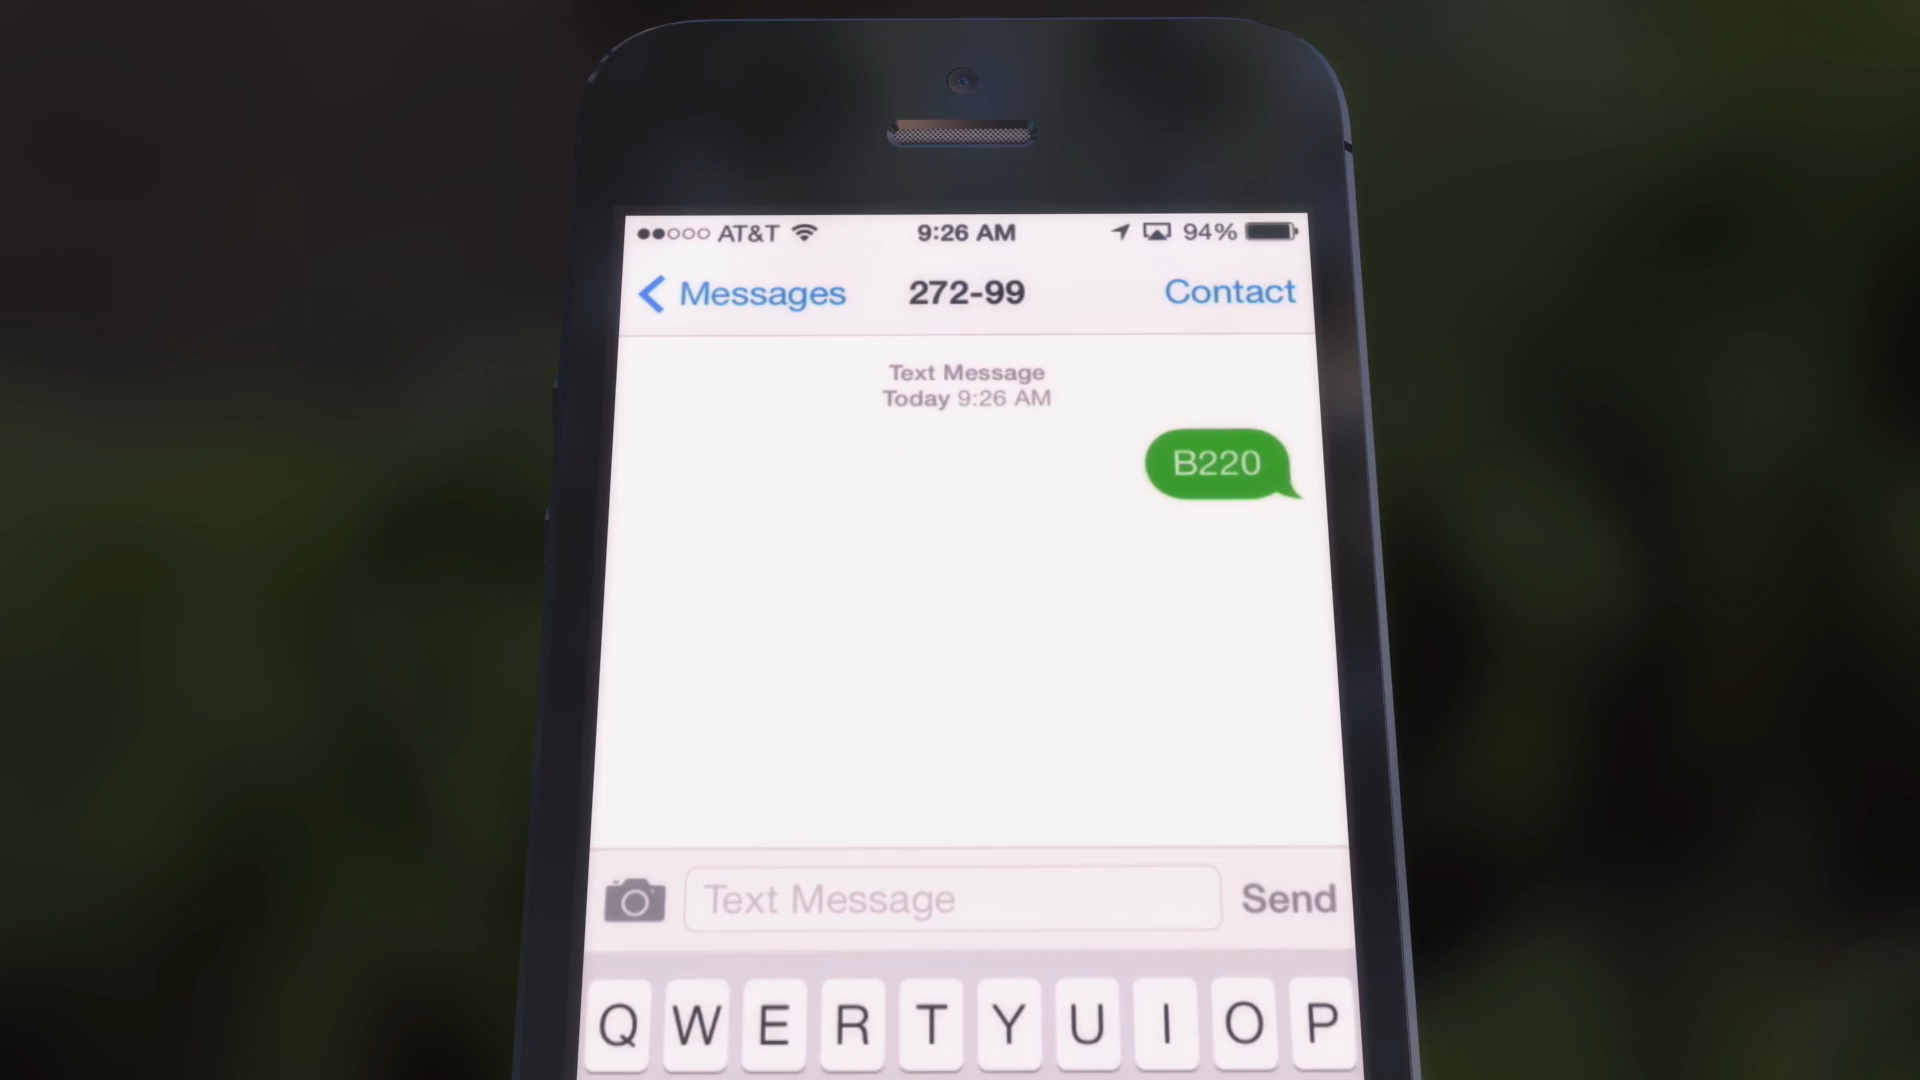 AT&T 9:26 AM 94%
Messages 272-99 Contact
Text Message
Today 9:26 AM
B220
Text Message Send
Q W E R T Y U I O P